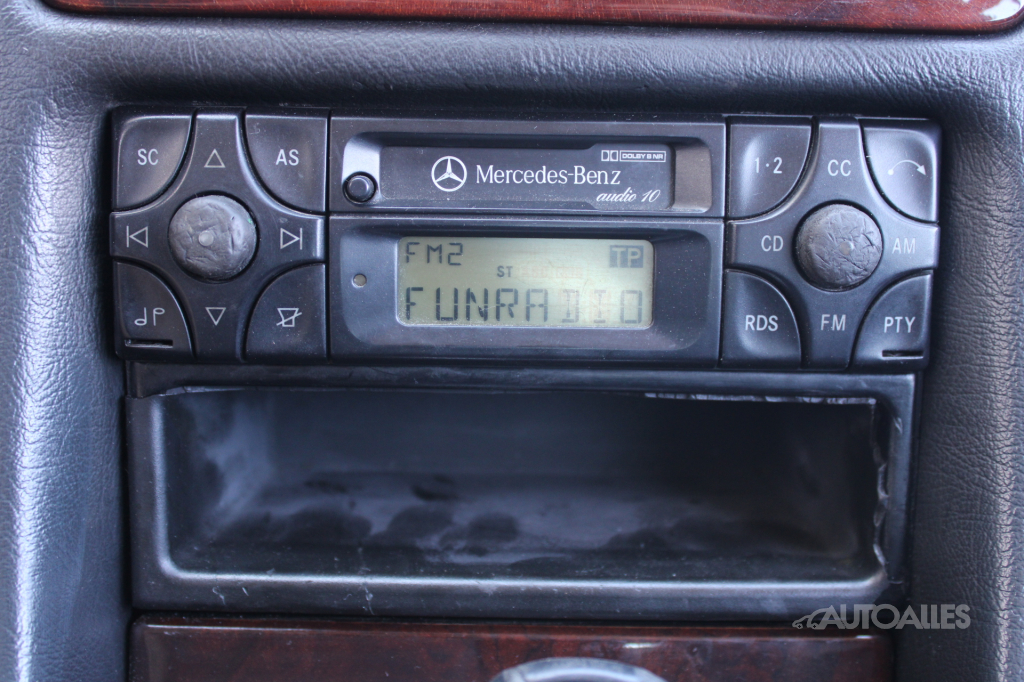 SC
AS
DOLBY B NR
Mercedes-Benz
audio 10
1·2
CC
CD
AM
FM2
TP
ST
FUNRADIO
RDS
FM
PTY
AUTOALLES